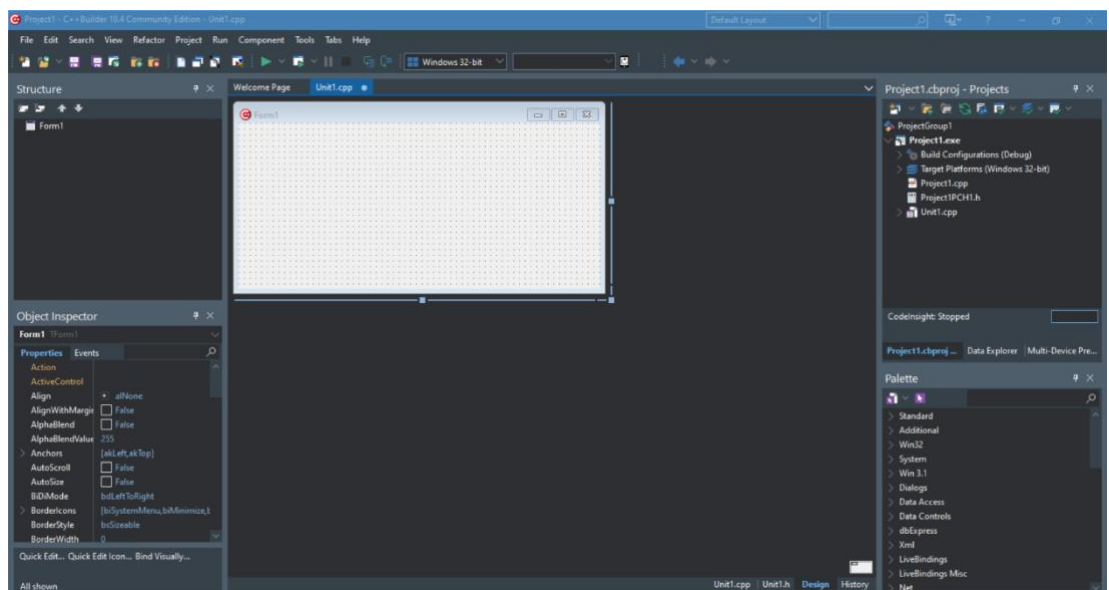 Project1 - C++Builder 10.4 Community Edition - Unit1.cpp
Default Layout
?
File Edit Search View Refactor Project Run Component Tools Tabs Help
Windows 32-bit
Structure
Form1
Welcome Page Unit1.cpp
Form1
Object Inspector
Form1 TForm1
Properties Events
Action
ActiveControl
Align alNone
AlignWithMargi False
AlphaBlend False
AlphaBlendValue 255
Anchors [akLeft,akTop]
AutoScroll False
AutoSize False
BiDiMode bdLeftToRight
BorderIcons [biSystemMenu,biMinimize,
BorderStyle bsSizeable
BorderWidth 0
Quick Edit... Quick Edit Icon... Bind Visually...
All shown
Unit1.cpp Unit1.h Design History
Project1.cbproj - Projects
ProjectGroup1
Project1.exe
Build Configurations (Debug)
Target Platforms (Windows 32-bit)
Project1.cpp
Project1PCH1.h
Unit1.cpp
CodeInsight: Stopped
Project1.cbproj ... Data Explorer Multi-Device Pre...
Palette
Standard
Additional
Win32
System
Win 3.1
Dialogs
Data Access
Data Controls
dbExpress
Xml
LiveBindings
LiveBindings Misc
Net